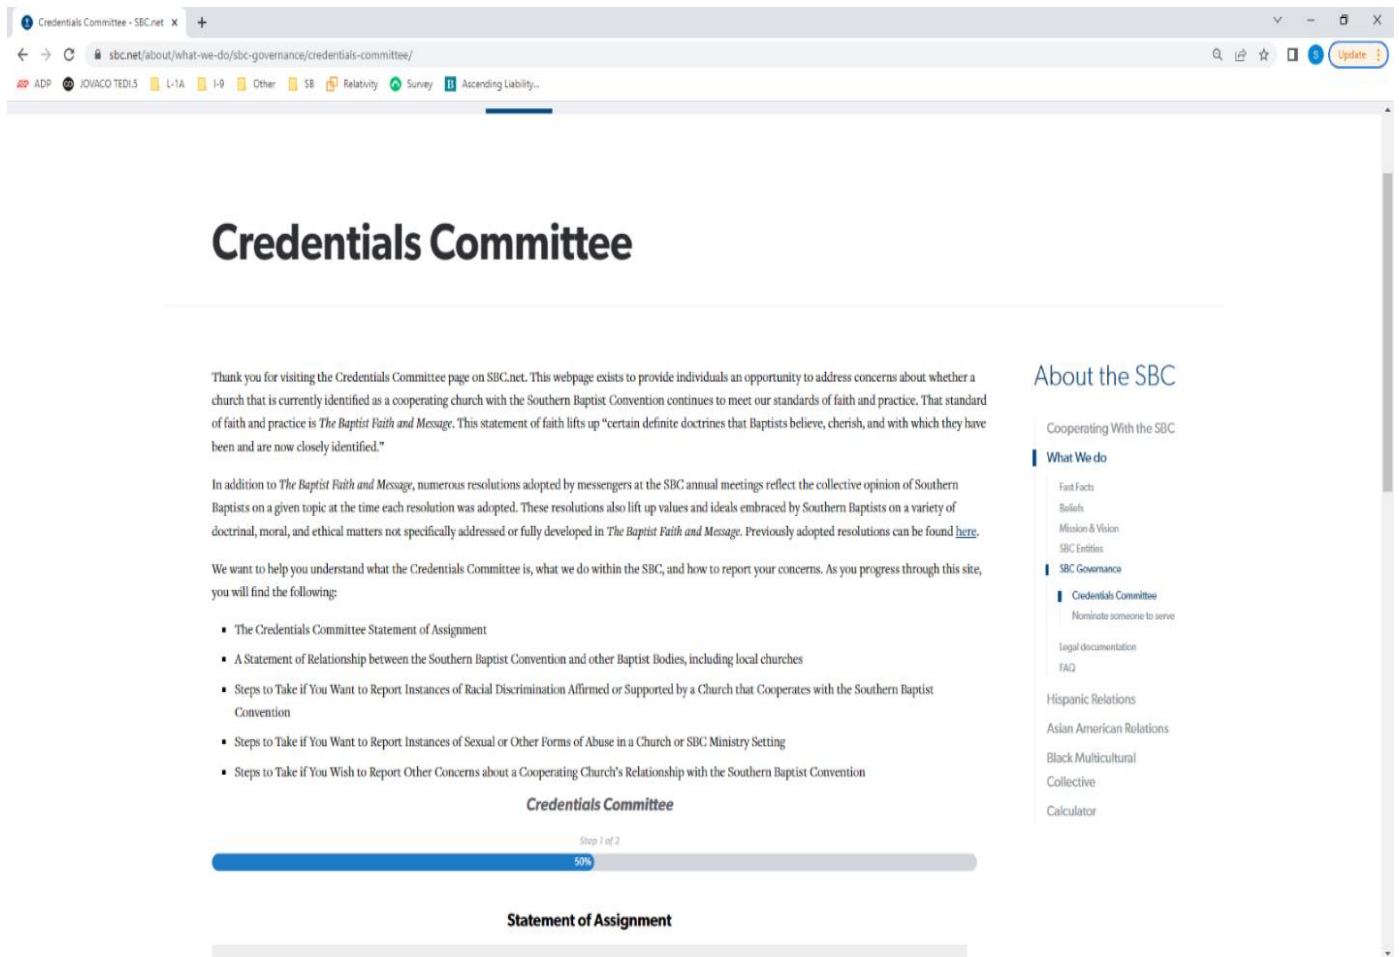 Credentials Committee - SBC.net X +
sbc.net/about/what-we-do/sbc-governance/credentials-committee/
S Update
ADP JOVACO TEDI.5 L-1A I-9 Other SB Relativity Survey B Ascending Liability...
Credentials Committee
Thank you for visiting the Credentials Committee page on SBC.net. This webpage exists to provide individuals an opportunity to address concerns about whether a
church that is currently identified as a cooperating church with the Southern Baptist Convention continues to meet our standards of faith and practice. That standard
of faith and practice is The Baptist Faith and Message. This statement of faith lifts up “certain definite doctrines that Baptists believe, cherish, and with which they have
been and are now closely identified.”
In addition to The Baptist Faith and Message, numerous resolutions adopted by messengers at the SBC annual meetings reflect the collective opinion of Southern
Baptists on a given topic at the time each resolution was adopted. These resolutions also lift up values and ideals embraced by Southern Baptists on a variety of
doctrinal, moral, and ethical matters not specifically addressed or fully developed in The Baptist Faith and Message. Previously adopted resolutions can be found here.
We want to help you understand what the Credentials Committee is, what we do within the SBC, and how to report your concerns. As you progress through this site,
you will find the following:
▪ The Credentials Committee Statement of Assignment
▪ A Statement of Relationship between the Southern Baptist Convention and other Baptist Bodies, including local churches
▪ Steps to Take if You Want to Report Instances of Racial Discrimination Affirmed or Supported by a Church that Cooperates with the Southern Baptist
Convention
▪ Steps to Take if You Want to Report Instances of Sexual or Other Forms of Abuse in a Church or SBC Ministry Setting
▪ Steps to Take if You Wish to Report Other Concerns about a Cooperating Church’s Relationship with the Southern Baptist Convention
Credentials Committee
Step 1 of 2
50%
Statement of Assignment
About the SBC
Cooperating With the SBC
What We do
Fast Facts
Beliefs
Mission & Vision
SBC Entities
SBC Governance
Credentials Committee
Nominate someone to serve
Legal documentation
FAQ
Hispanic Relations
Asian American Relations
Black Multicultural
Collective
Calculator